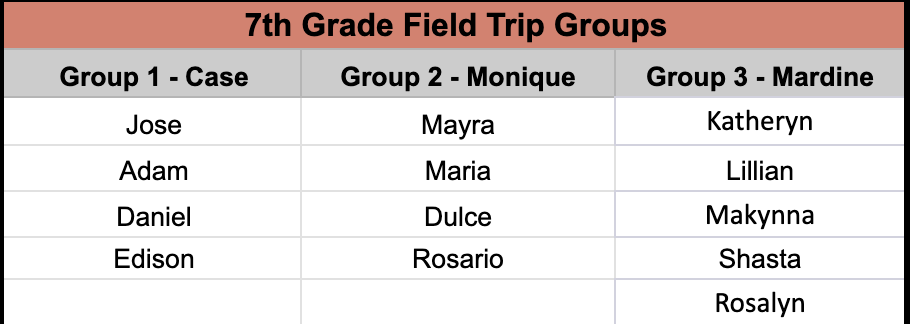 7th Grade Field Trip Groups
Group 1 - Case Group 2 - Monique Group 3 - Mardine
Jose Mayra Katheryn
Adam Maria Lillian
Daniel Dulce Makynna
Edison Rosario Shasta
Rosalyn